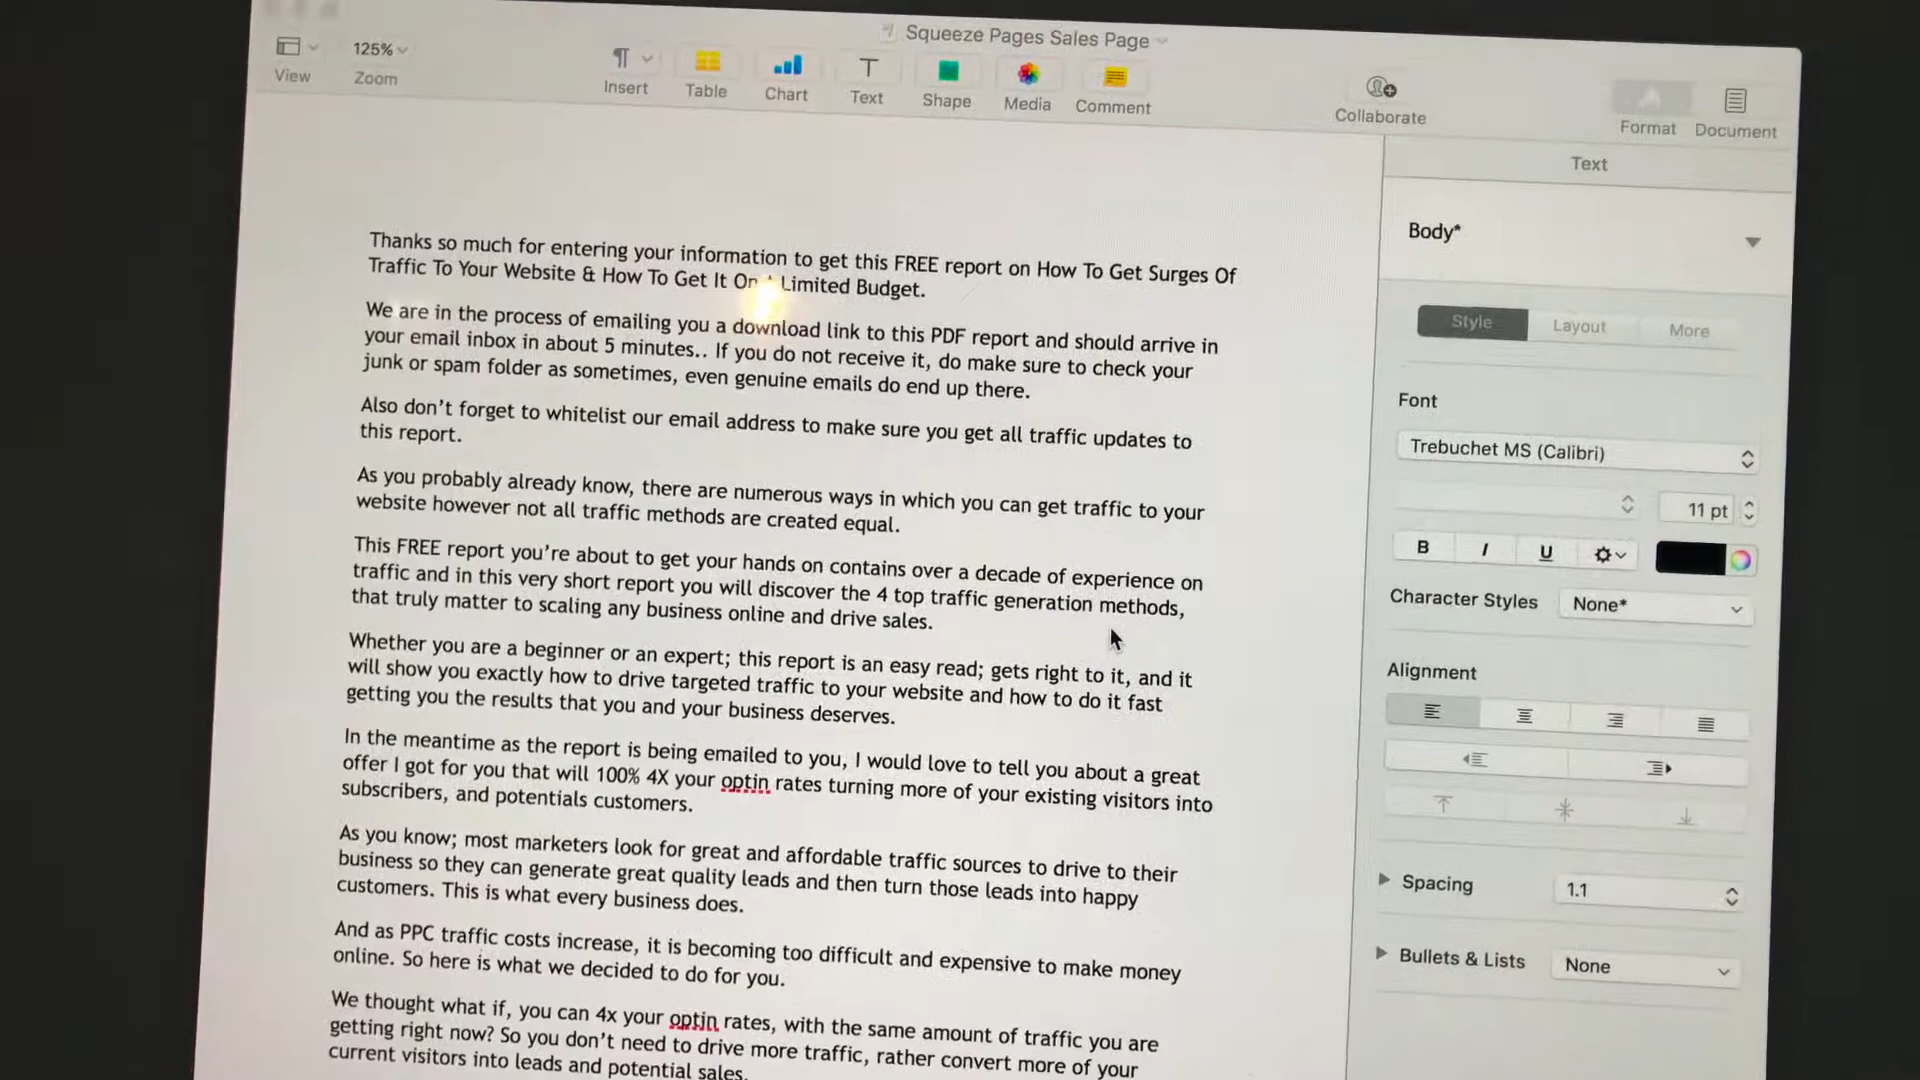 Squeeze Pages Sales Page
125%
View
Zoom
Insert
Table
Chart
Text
Shape
Media
Comment
Collaborate
Format
Document
Thanks so much for entering your information to get this FREE report on How To Get Surges Of
Traffic To Your Website & How To Get It On Limited Budget.
We are in the process of emailing you a download link to this PDF report and should arrive in
your email inbox in about 5 minutes.. If you do not receive it, do make sure to check your
junk or spam folder as sometimes, even genuine emails do end up there.
Also don't forget to whitelist our email address to make sure you get all traffic updates to
this report.
As you probably already know, there are numerous ways in which you can get traffic to your
website however not all traffic methods are created equal.
This FREE report you're about to get your hands on contains over a decade of experience on
traffic and in this very short report you will discover the 4 top traffic generation methods,
that truly matter to scaling any business online and drive sales.
Whether you are a beginner or an expert; this report is an easy read; gets right to it, and it
will show you exactly how to drive targeted traffic to your website and how to do it fast
getting you the results that you and your business deserves.
In the meantime as the report is being emailed to you, I would love to tell you about a great
offer I got for you that will 100% 4X your optin rates turning more of your existing visitors into
subscribers, and potentials customers.
As you know; most marketers look for great and affordable traffic sources to drive to their
business so they can generate great quality leads and then turn those leads into happy
customers. This is what every business does.
And as PPC traffic costs increase, it is becoming too difficult and expensive to make money
online. So here is what we decided to do for you.
We thought what if, you can 4x your optin rates, with the same amount of traffic you are
getting right now? So you don't need to drive more traffic, rather convert more of your
current visitors into leads and potential sales.
Text
Body*
Style
Layout
More
Font
Trebuchet MS (Calibri)
11 pt
B I U
Character Styles
None*
Alignment
Spacing
1.1
Bullets & Lists
None